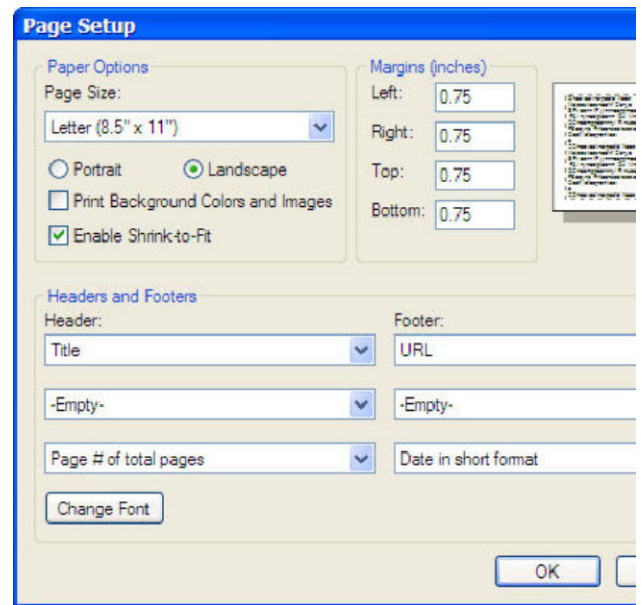 Page Setup
Paper Options
Page Size:
Letter (8.5" x 11")
Portrait
Landscape
Print Background Colors and Images
Enable Shrink-to-Fit
Margins (inches)
Left: 0.75
Right: 0.75
Top: 0.75
Bottom: 0.75
Headers and Footers
Header:
Footer:
Title
URL
-Empty-
-Empty-
Page # of total pages
Date in short format
Change Font
OK